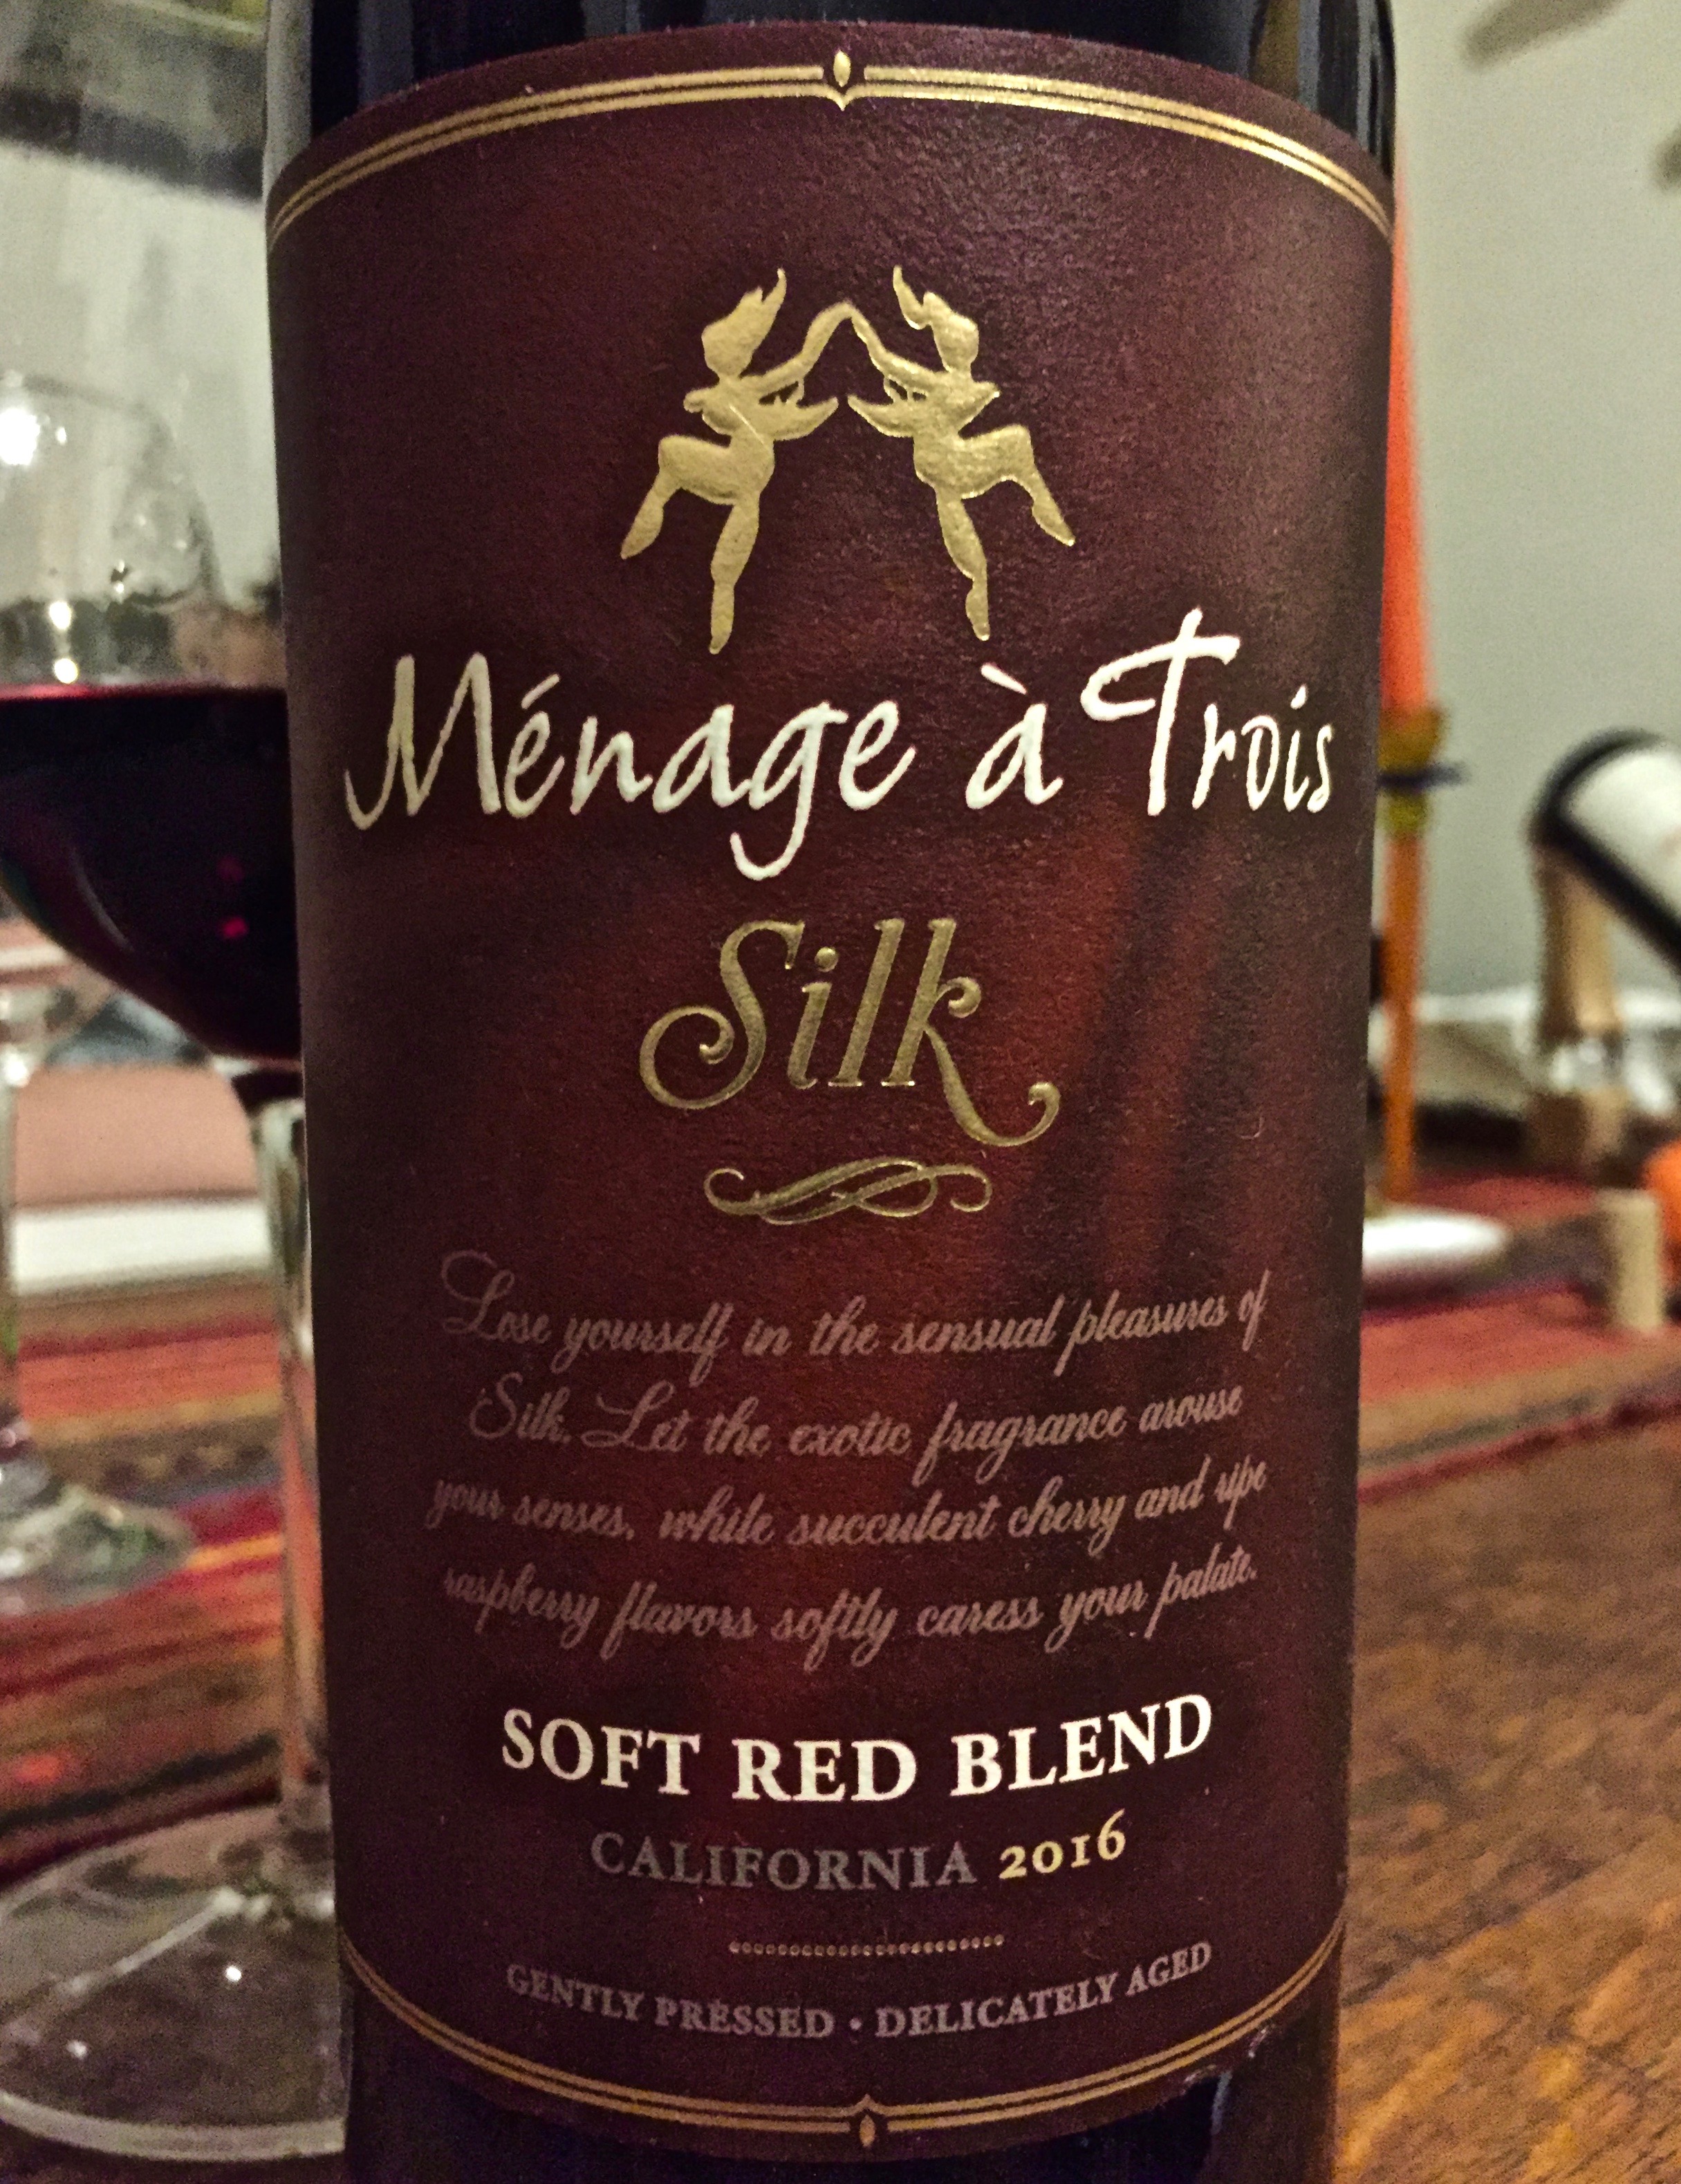 Ménage à Trois
Silk
Lose yourself in the sensual pleasures of
Silk. Let the exotic fragrance arouse
your senses, while succulent cherry and ripe
raspberry flavors softly caress your palate.
SOFT RED BLEND
CALIFORNIA 2016
GENTLY PRESSED • DELICATELY AGED